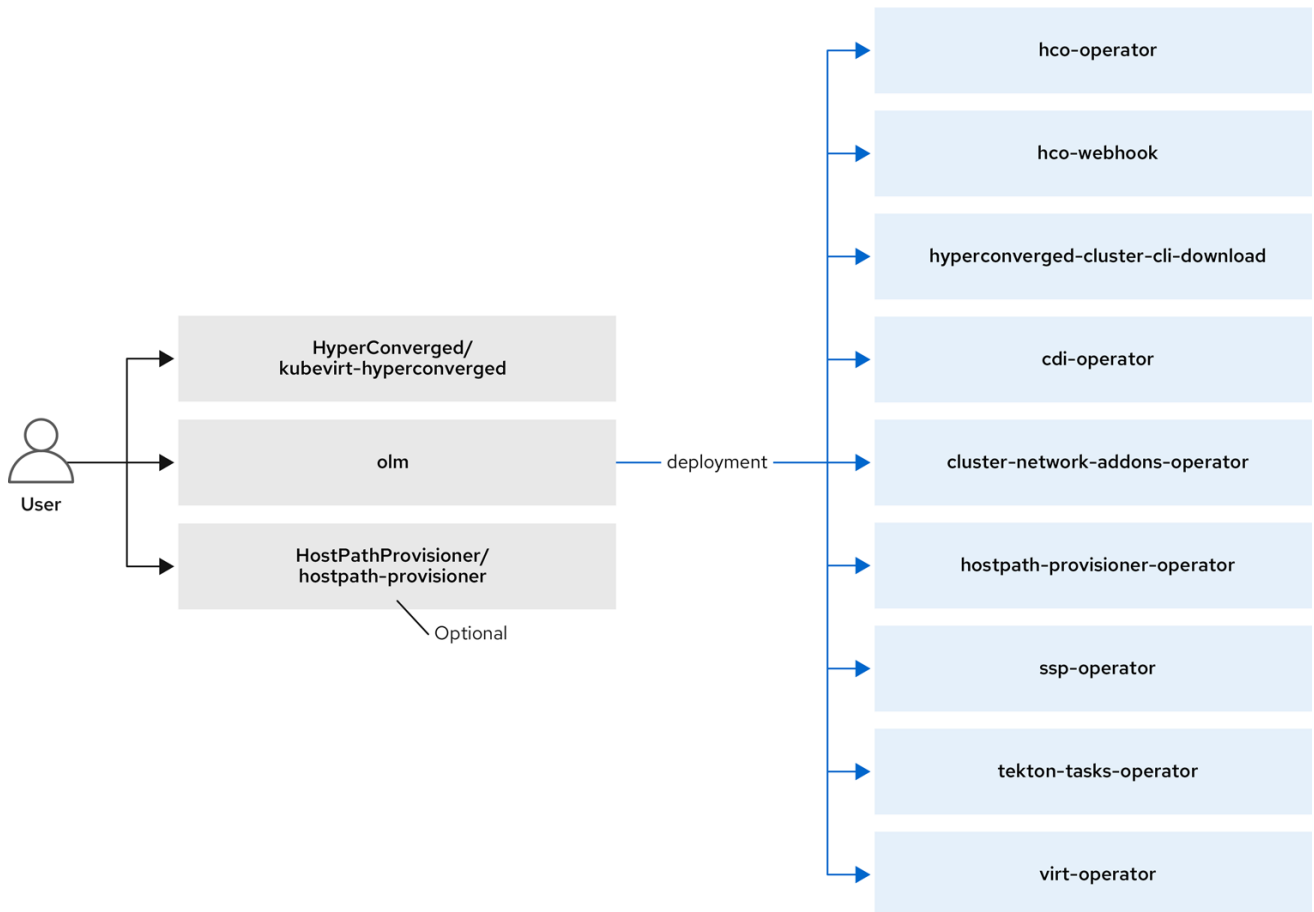 User
HyperConverged/
kubevirt-hyperconverged
olm
HostPathProvisioner/
hostpath-provisioner
Optional
deployment
hco-operator
hco-webhook
hyperconverged-cluster-cli-download
cdi-operator
cluster-network-addons-operator
hostpath-provisioner-operator
ssp-operator
tekton-tasks-operator
virt-operator